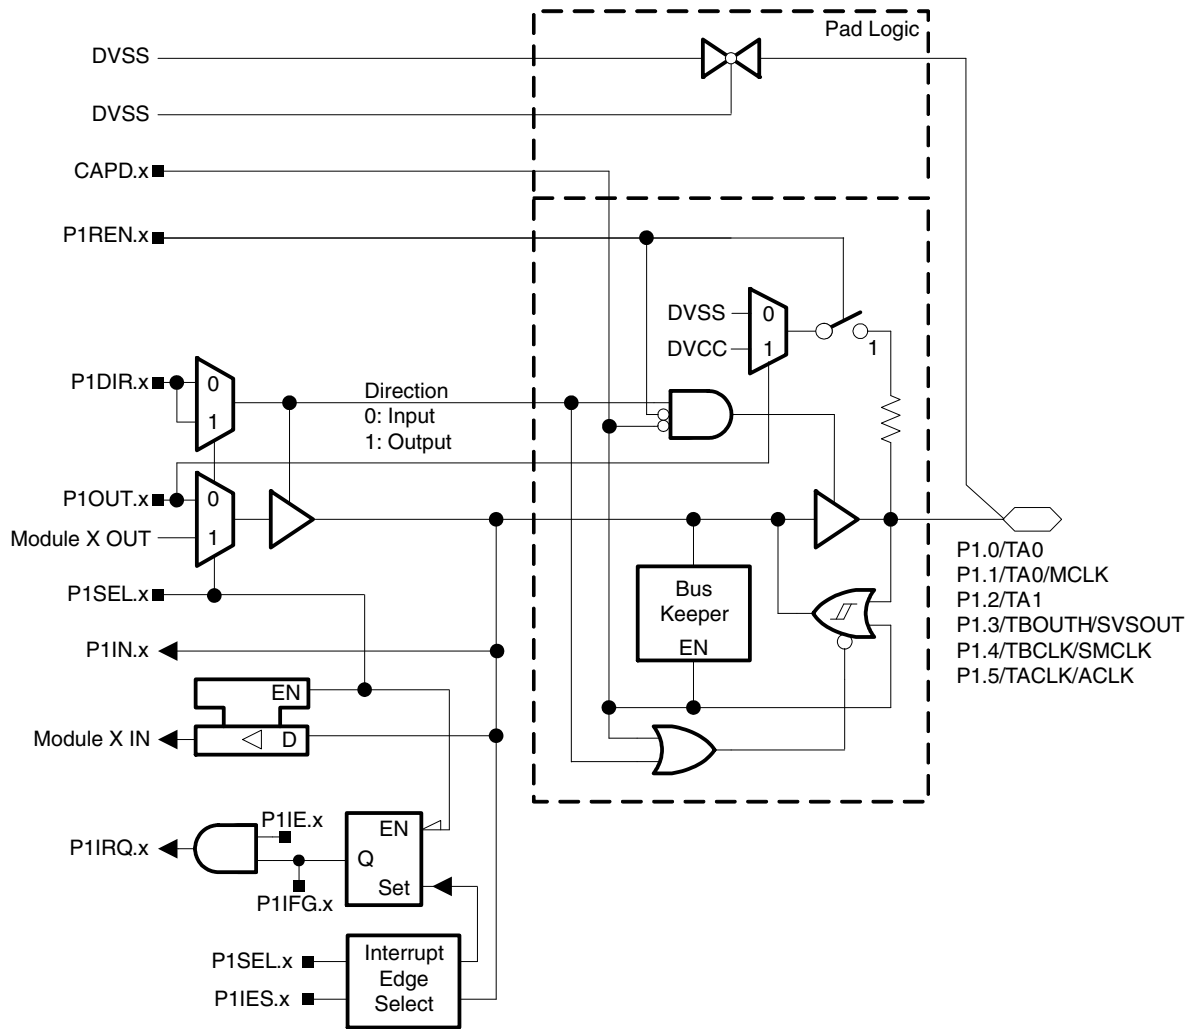 Pad Logic
DVSS
DVSS
CAPD.x
P1REN.x
DVSS
0
DVCC
1
1
P1DIR.x
0
1
Direction
0: Input
1: Output
P1OUT.x
0
Module X OUT
1
P1SEL.x
Bus
Keeper
EN
P1.0/TA0
P1.1/TA0/MCLK
P1.2/TA1
P1.3/TBOUTH/SVSOUT
P1.4/TBCLK/SMCLK
P1.5/TACLK/ACLK
P1IN.x
EN
Module X IN
D
P1IE.x
P1IRQ.x
EN
Q
Set
P1IFG.x
P1SEL.x
P1IES.x
Interrupt
Edge
Select